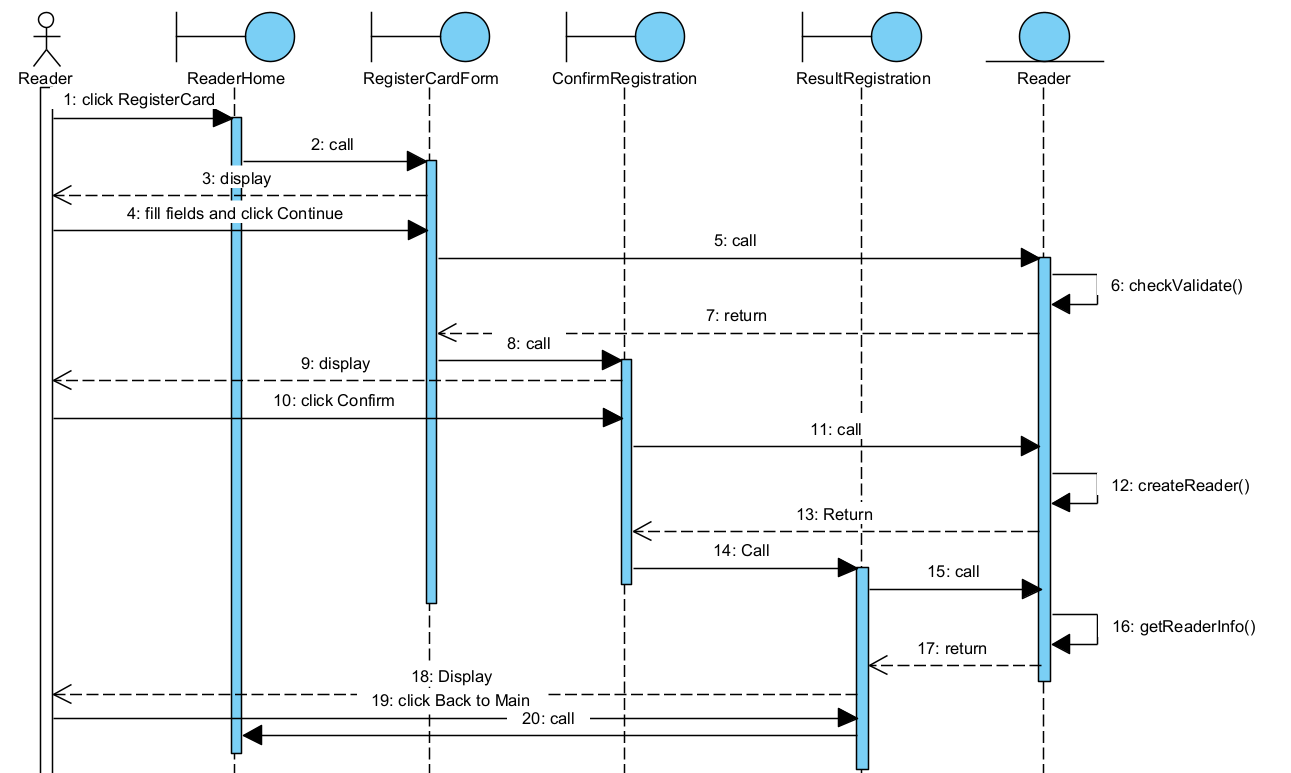 Reader
ReaderHome
RegisterCardForm
ConfirmRegistration
ResultRegistration
Reader
1: click RegisterCard
2: call
3: display
4: fill fields and click Continue
5: call
6: checkValidate()
7: return
8: call
9: display
10: click Confirm
11: call
12: createReader()
13: Return
14: Call
15: call
16: getReaderInfo()
17: return
18: Display
19: click Back to Main
20: call